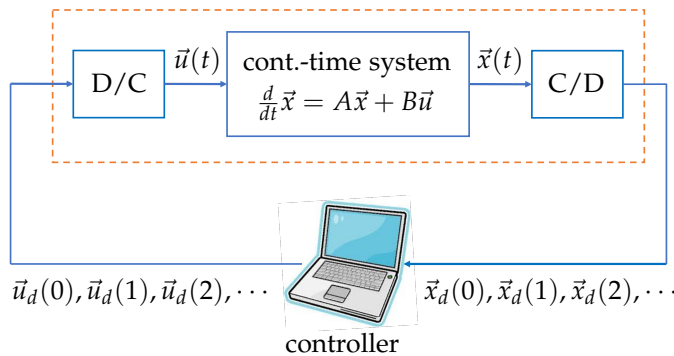 D/C
u⃗(t)
cont.-time system
d/dt x⃗ = Ax⃗ + Bu⃗
x⃗(t)
C/D
u⃗_d(0), u⃗_d(1), u⃗_d(2), ···
x⃗_d(0), x⃗_d(1), x⃗_d(2), ···
controller